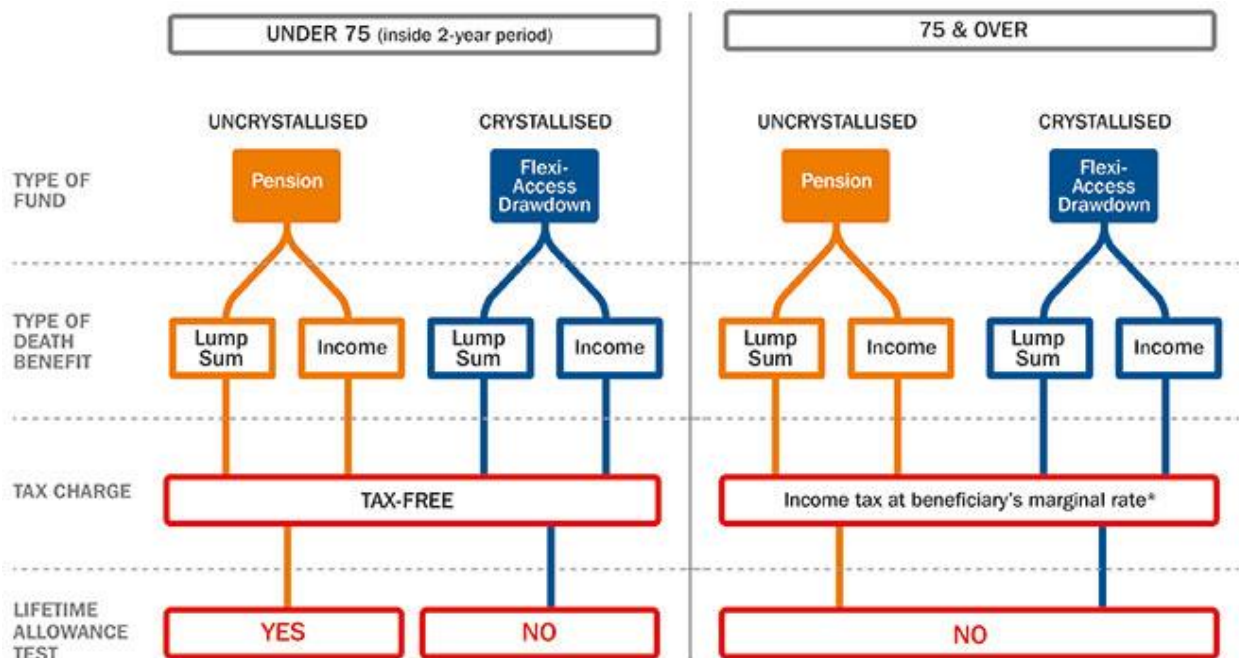 UNDER 75 (inside 2-year period)
75 & OVER
UNCRYSTALLISED
CRYSTALLISED
UNCRYSTALLISED
CRYSTALLISED
TYPE OF
FUND
Pension
Flexi-
Access
Drawdown
Pension
Flexi-
Access
Drawdown
TYPE OF
DEATH
BENEFIT
Lump
Sum
Income
Lump
Sum
Income
Lump
Sum
Income
Lump
Sum
Income
TAX CHARGE
TAX-FREE
Income tax at beneficiary's marginal rate*
LIFETIME
ALLOWANCE
TEST
YES
NO
NO